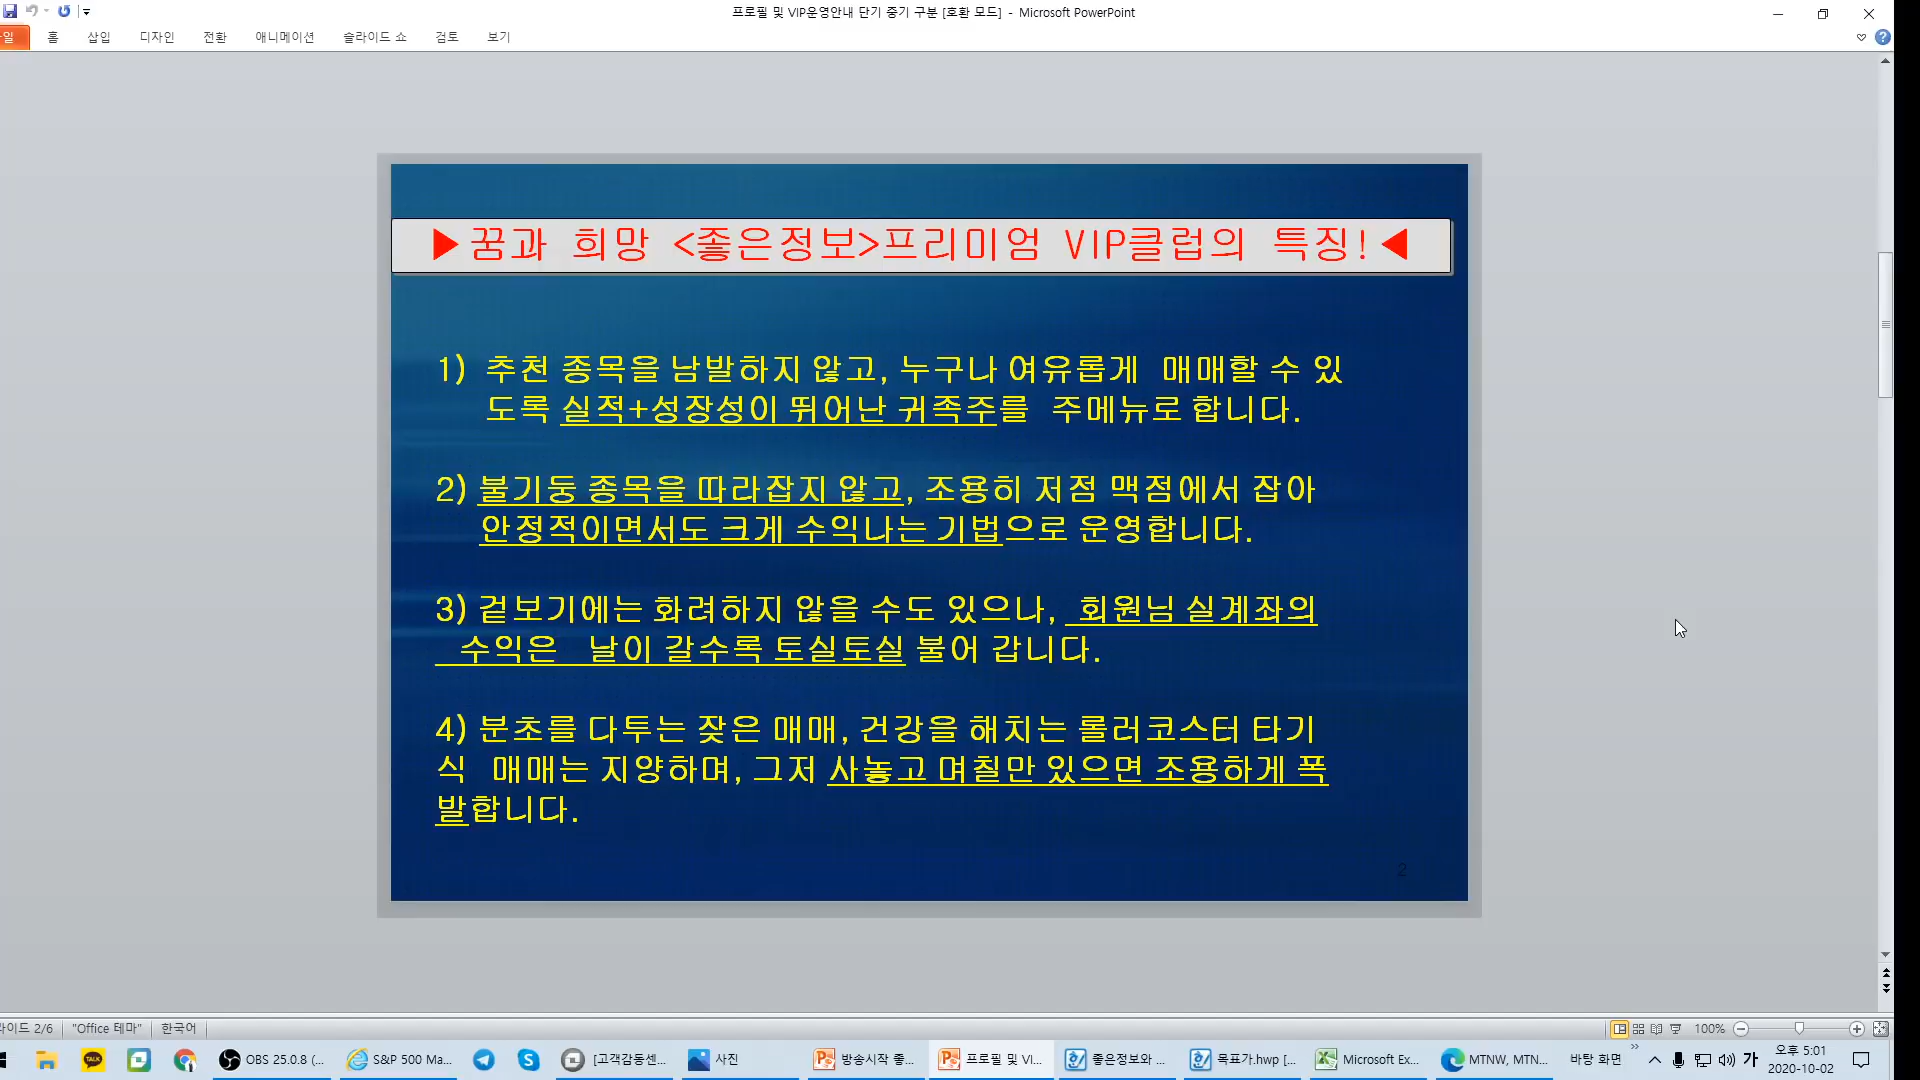 프로필 및 VIP운영안내 단기 중기 구분 [호환 모드] - Microsoft PowerPoint
일 홈 삽입 디자인 전환 애니메이션 슬라이드 쇼 검토 보기
▶꿈과 희망 <좋은정보>프리미엄 VIP클럽의 특징!◀
1) 추천 종목을 남발하지 않고, 누구나 여유롭게 매매할 수 있
도록 실적+성장성이 뛰어난 귀족주를 주메뉴로 합니다.
2) 불기둥 종목을 따라잡지 않고, 조용히 저점 맥점에서 잡아
안정적이면서도 크게 수익나는 기법으로 운영합니다.
3) 겉보기에는 화려하지 않을 수도 있으나, 회원님 실계좌의
수익은 날이 갈수록 토실토실 불어 갑니다.
4) 분초를 다투는 잦은 매매, 건강을 해치는 롤러코스터 타기
식 매매는 지양하며, 그저 사놓고 며칠만 있으면 조용하게 폭
발합니다.
2
라이드 2/6 "Office 테마" 한국어 100%
TALK OBS 25.0.8 (... S&P 500 Ma... [고객감동센... 사진 방송시작 좋... 프로필 및 VI... 좋은정보와 ... 목표가.hwp [... Microsoft Ex... MTNW, MTN... 바탕 화면 가 오후 5:01
2020-10-02